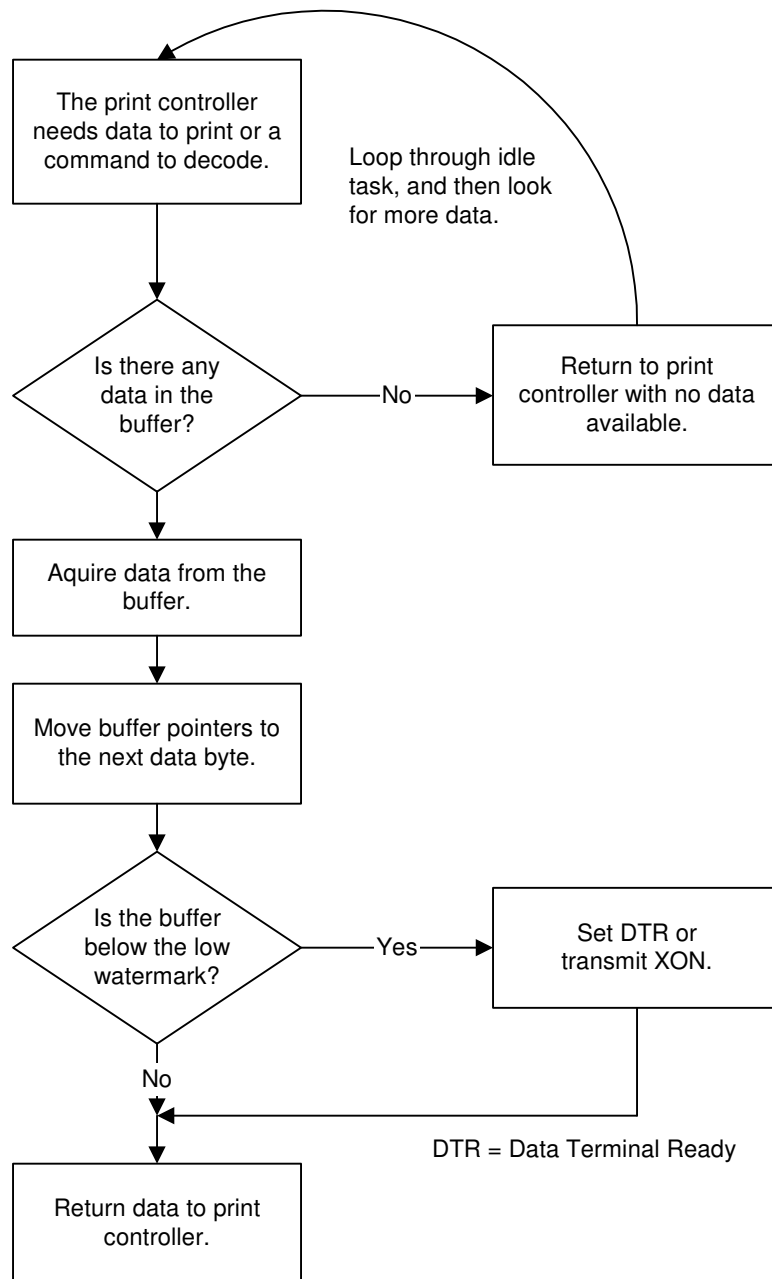 The print controller
needs data to print or a
command to decode.
Loop through idle
task, and then look
for more data.
Is there any
data in the
buffer?
No
Return to print
controller with no data
available.
Aquire data from the
buffer.
Move buffer pointers to
the next data byte.
Is the buffer
below the low
watermark?
Yes
Set DTR or
transmit XON.
No
DTR = Data Terminal Ready
Return data to print
controller.